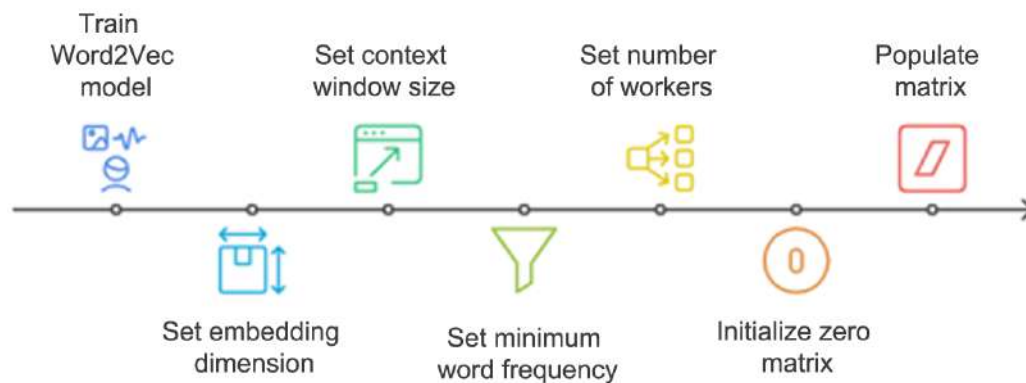 Train
Word2Vec
model
Set embedding
dimension
Set context
window size
Set minimum
word frequency
Set number
of workers
0
Initialize zero
matrix
Populate
matrix